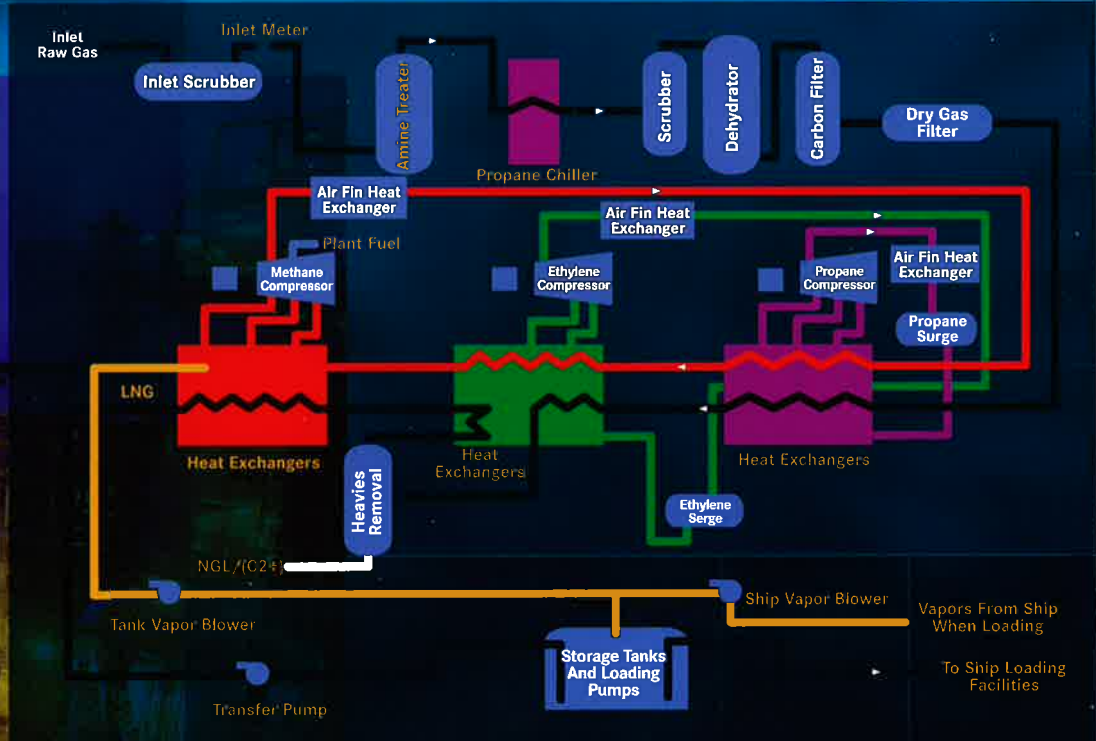 Inlet
Raw Gas
Inlet Meter
Inlet Scrubber
Amine Treater
Propane Chiller
Scrubber
Dehydrator
Carbon Filter
Dry Gas
Filter
Air Fin Heat
Exchanger
Air Fin Heat
Exchanger
Air Fin Heat
Exchanger
Plant Fuel
Methane
Compressor
Ethylene
Compressor
Propane
Compressor
Propane
Surge
LNG
Heat Exchangers
Heat
Exchangers
Heat Exchangers
Heavies
Removal
Ethylene
Serge
NGL/(C2+)
Tank Vapor Blower
Ship Vapor Blower
Vapors From Ship
When Loading
Storage Tanks
And Loading
Pumps
To Ship Loading
Facilities
Transfer Pump